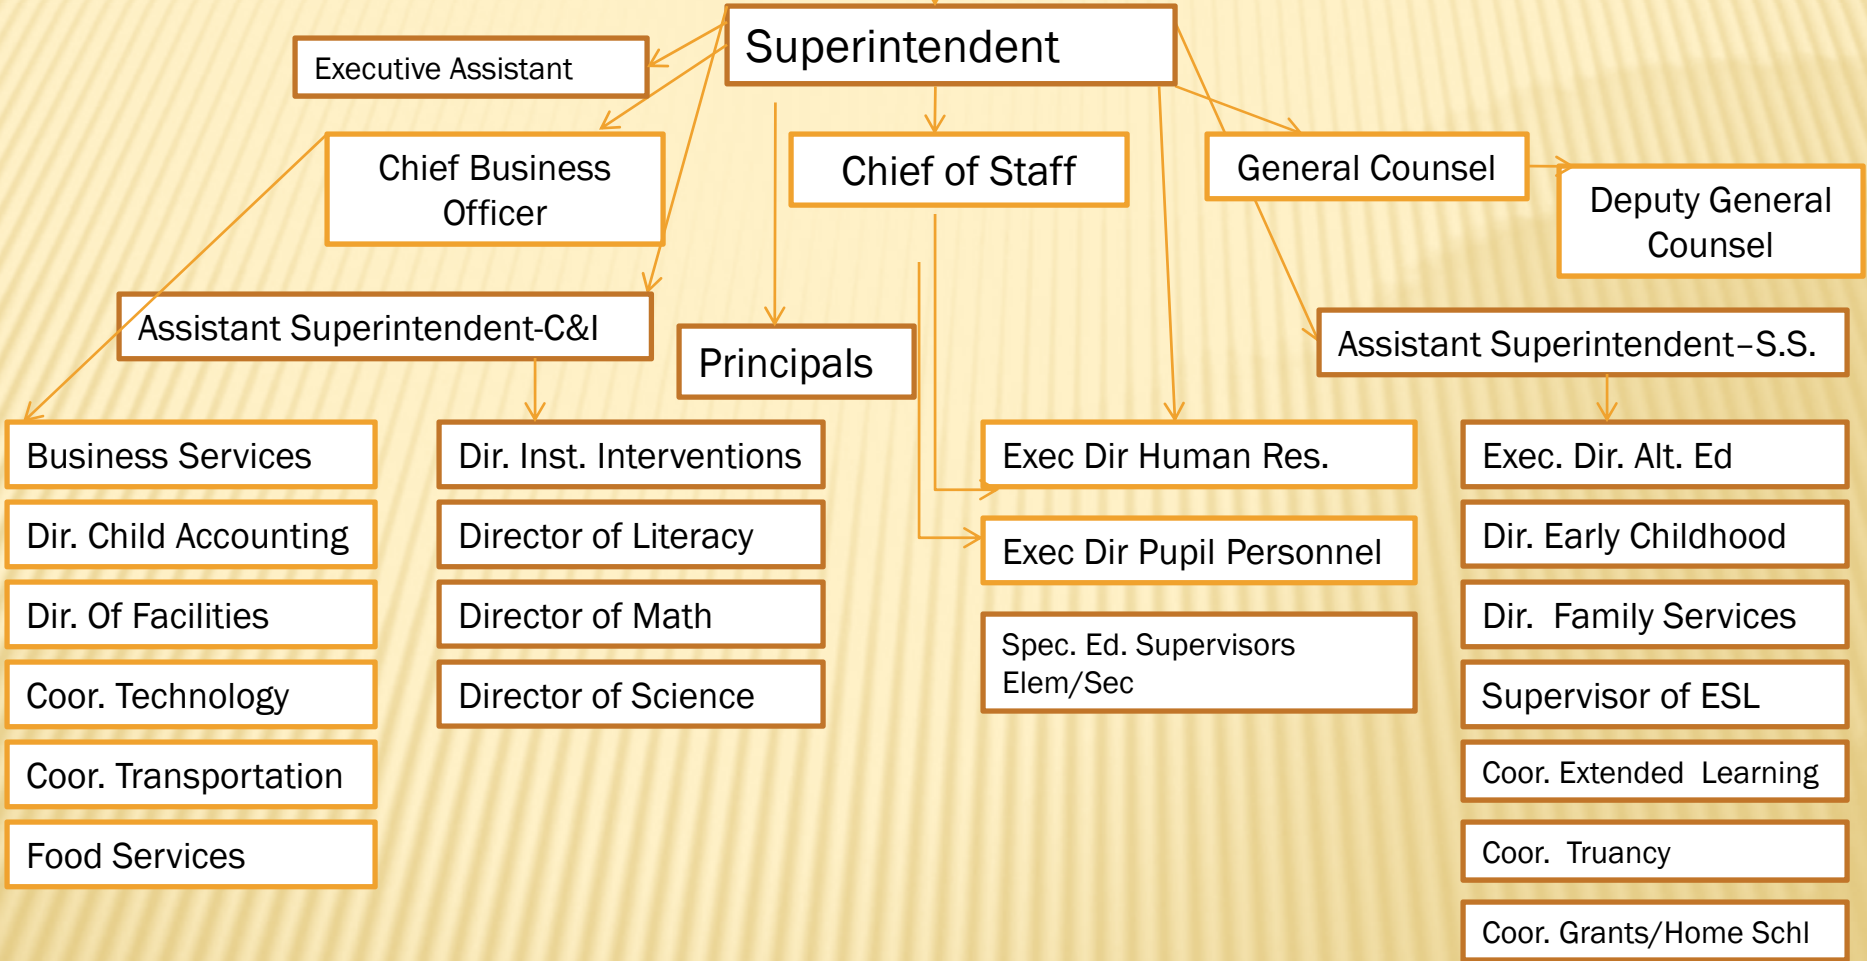 Superintendent
Executive Assistant
Chief Business
Officer
Chief of Staff
General Counsel
Deputy General
Counsel
Assistant Superintendent-C&I
Principals
Assistant Superintendent–S.S.
Business Services
Dir. Child Accounting
Dir. Of Facilities
Coor. Technology
Coor. Transportation
Food Services
Dir. Inst. Interventions
Director of Literacy
Director of Math
Director of Science
Exec Dir Human Res.
Exec Dir Pupil Personnel
Spec. Ed. Supervisors
Elem/Sec
Exec. Dir. Alt. Ed
Dir. Early Childhood
Dir.  Family Services
Supervisor of ESL
Coor. Extended  Learning
Coor.  Truancy
Coor. Grants/Home Schl